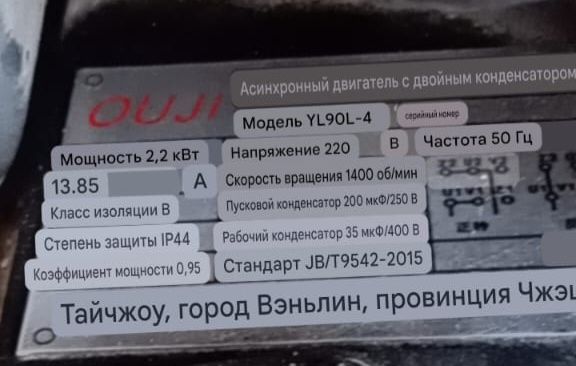 Асинхронный двигатель с двойным конденсатором
OUJI
Модель YL90L-4 серийный номер
Мощность 2,2 кВт Напряжение 220 В Частота 50 Гц
13.85 А Скорость вращения 1400 об/мин
Класс изоляции В Пусковой конденсатор 200 мкФ/250 В
Степень защиты IP44 Рабочий конденсатор 35 мкФ/400 В
Коэффициент мощности 0,95 Стандарт JB/T9542-2015
Тайчжоу, город Вэньлин, провинция